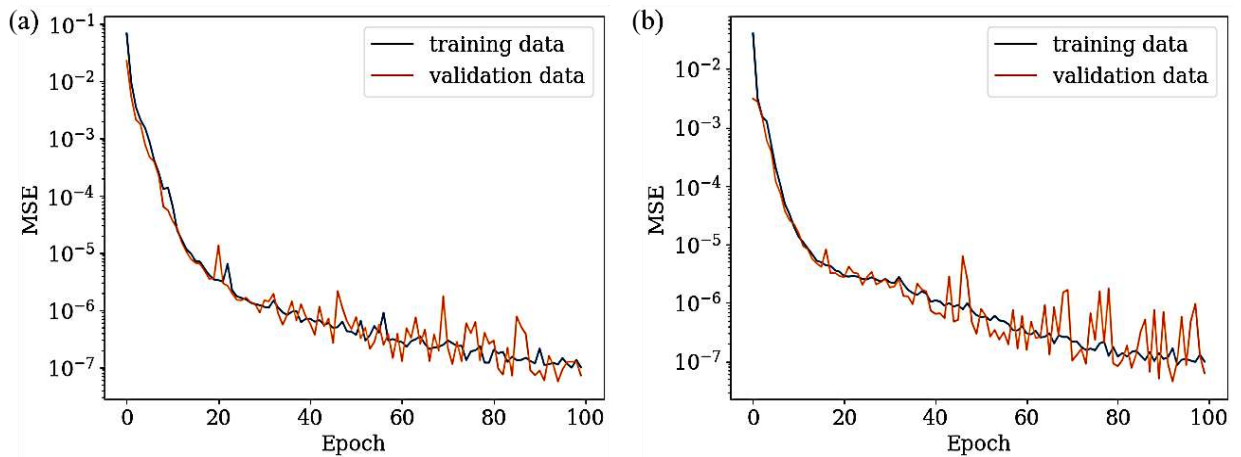 (a)
10⁻¹
10⁻²
10⁻³
10⁻⁴
10⁻⁵
10⁻⁶
10⁻⁷
MSE
training data
validation data
0 20 40 60 80 100
Epoch
(b)
10⁻²
10⁻³
10⁻⁴
10⁻⁵
10⁻⁶
10⁻⁷
MSE
training data
validation data
0 20 40 60 80 100
Epoch